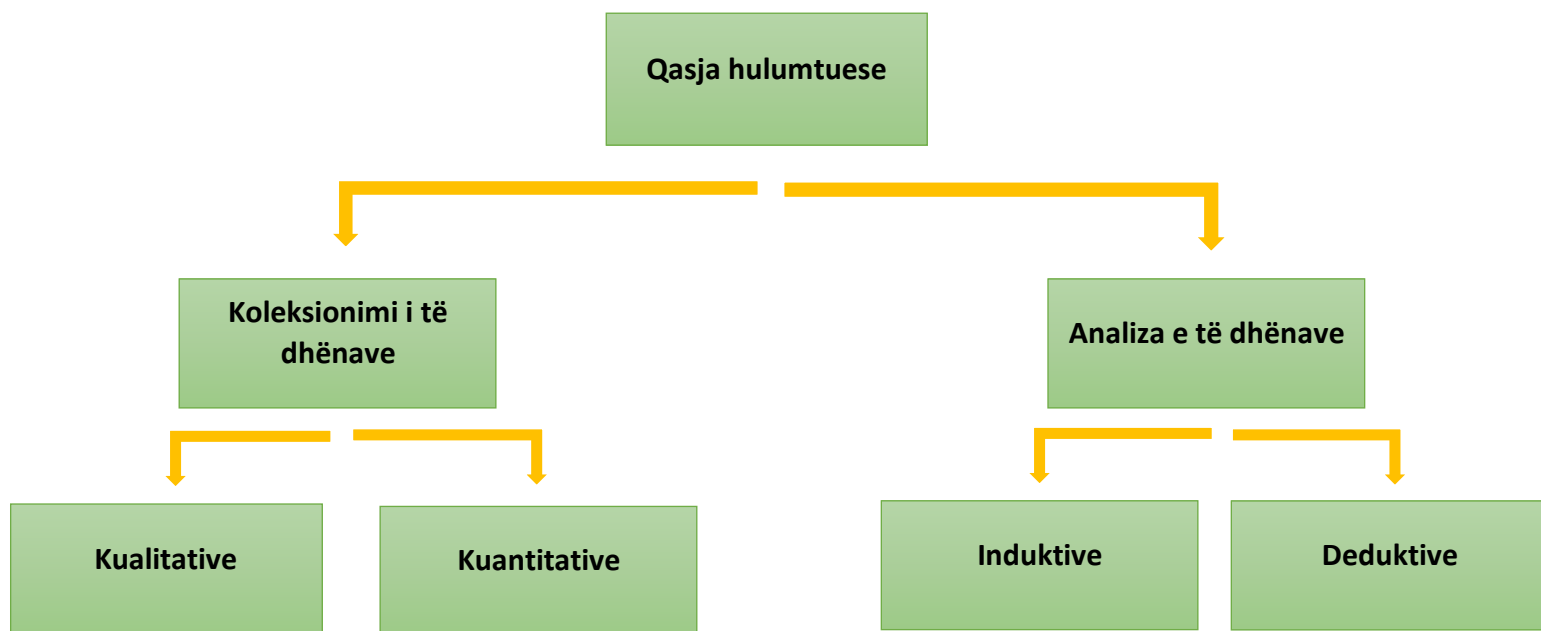 Qasja hulumtuese
Koleksionimi i të
dhënave
Analiza e të dhënave
Kualitative
Kuantitative
Induktive
Deduktive